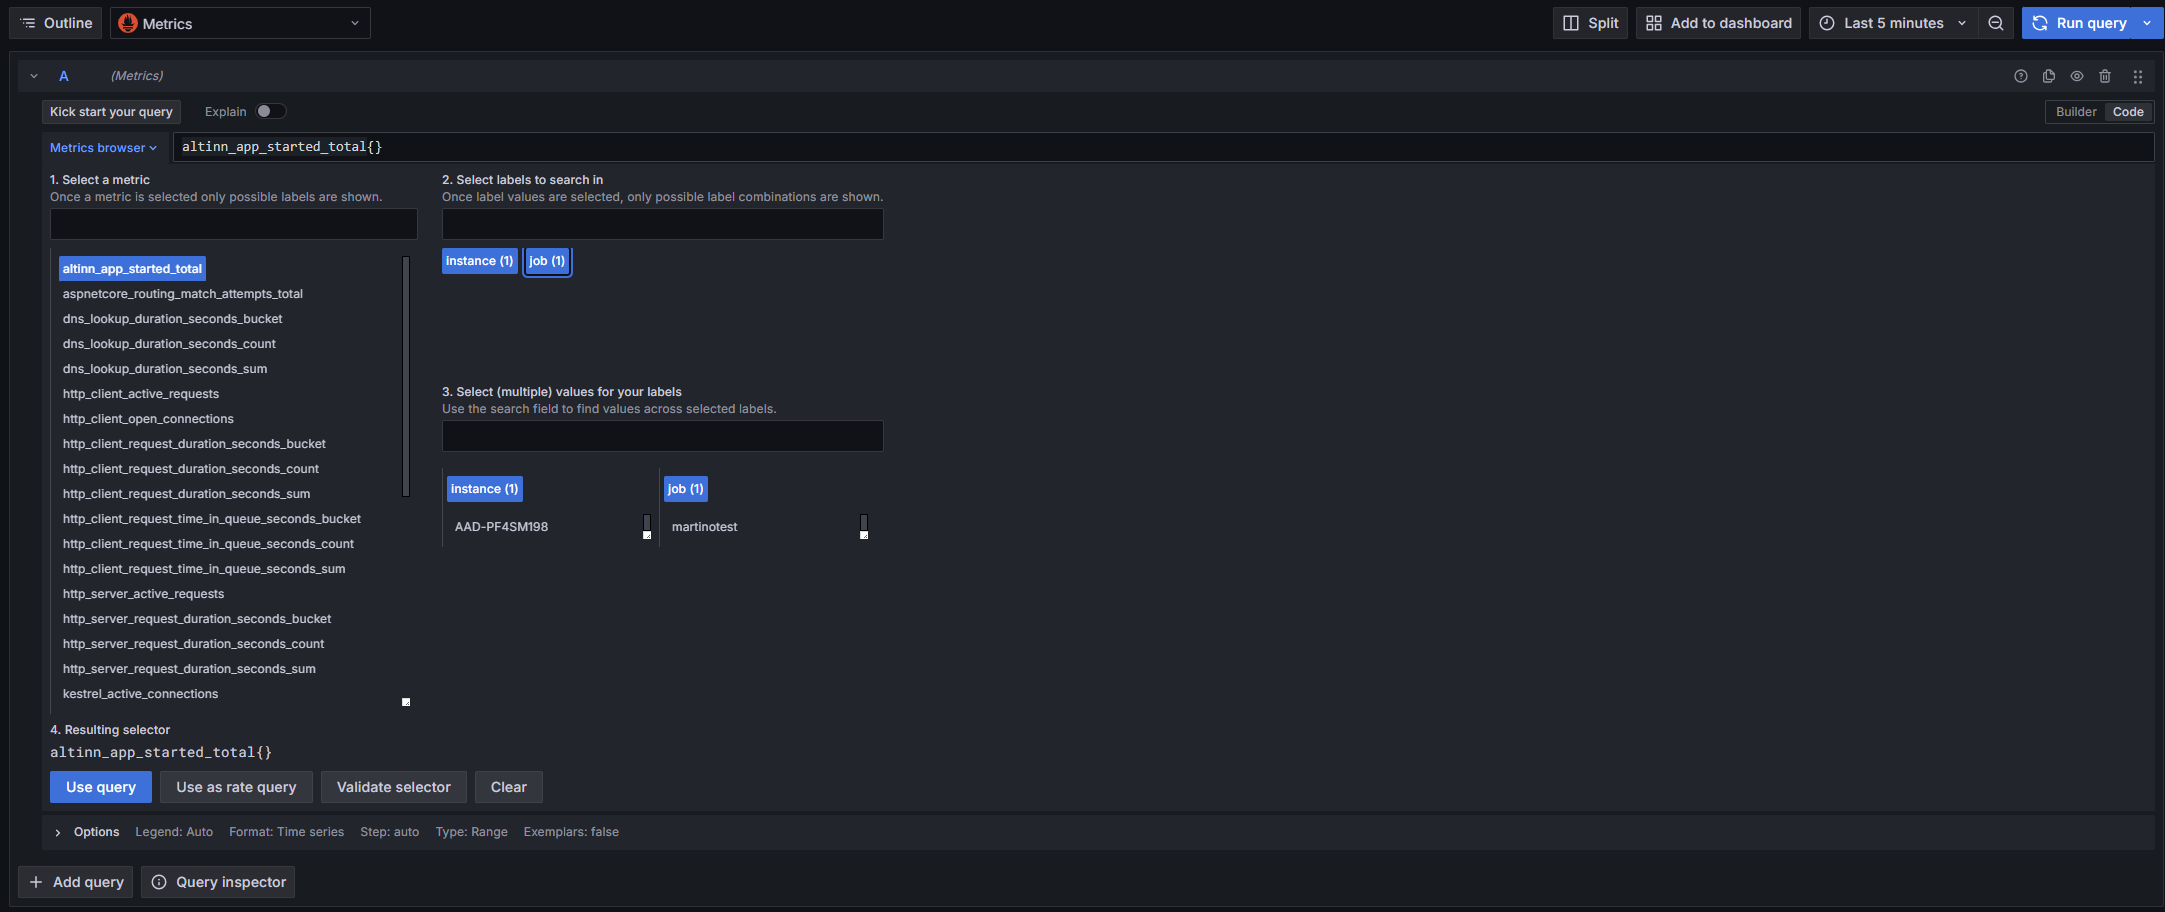 Outline
Metrics
Split
Add to dashboard
Last 5 minutes
Run query
A
(Metrics)
Kick start your query
Explain
Builder
Code
Metrics browser
altinn_app_started_total{}
1. Select a metric
Once a metric is selected only possible labels are shown.
altinn_app_started_total
aspnetcore_routing_match_attempts_total
dns_lookup_duration_seconds_bucket
dns_lookup_duration_seconds_count
dns_lookup_duration_seconds_sum
http_client_active_requests
http_client_open_connections
http_client_request_duration_seconds_bucket
http_client_request_duration_seconds_count
http_client_request_duration_seconds_sum
http_client_request_time_in_queue_seconds_bucket
http_client_request_time_in_queue_seconds_count
http_client_request_time_in_queue_seconds_sum
http_server_active_requests
http_server_request_duration_seconds_bucket
http_server_request_duration_seconds_count
http_server_request_duration_seconds_sum
kestrel_active_connections
2. Select labels to search in
Once label values are selected, only possible label combinations are shown.
instance (1)
job (1)
3. Select (multiple) values for your labels
Use the search field to find values across selected labels.
instance (1)
AAD-PF4SM198
job (1)
martinotest
4. Resulting selector
altinn_app_started_total{}
Use query
Use as rate query
Validate selector
Clear
Options
Legend: Auto
Format: Time series
Step: auto
Type: Range
Exemplars: false
Add query
Query inspector